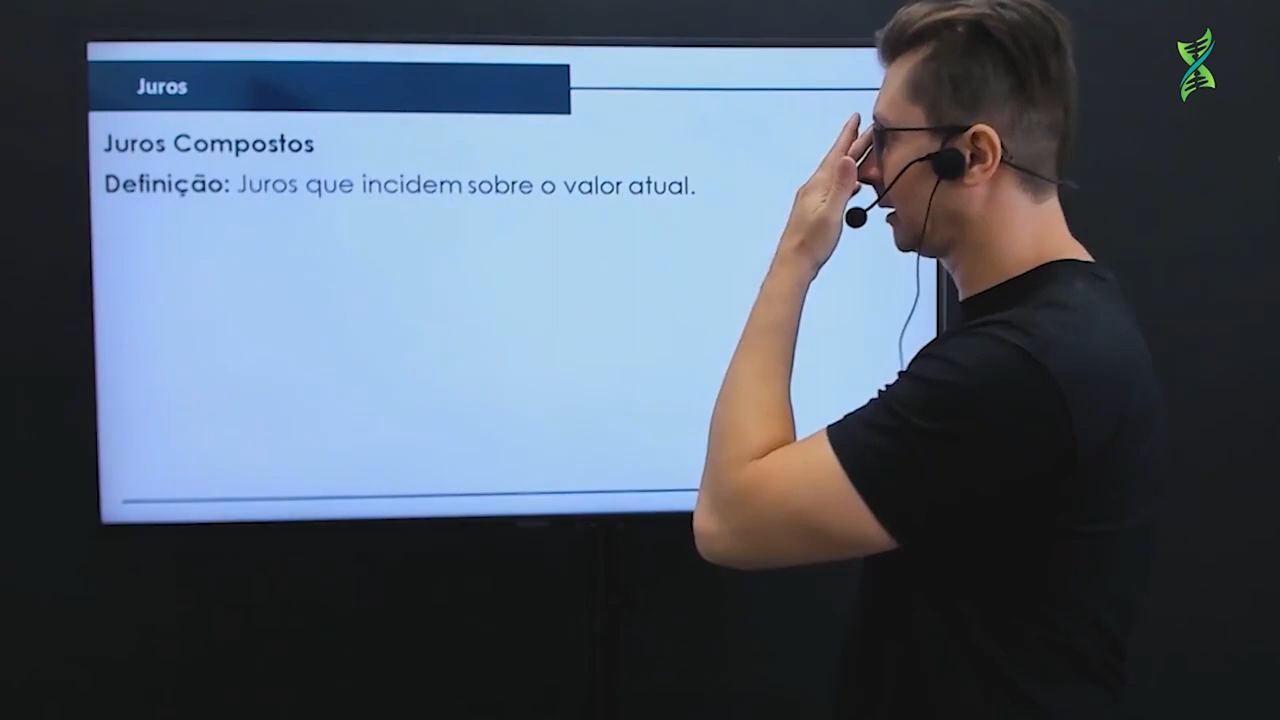 Juros
Juros Compostos
Definição: Juros que incidem sobre o valor atual.